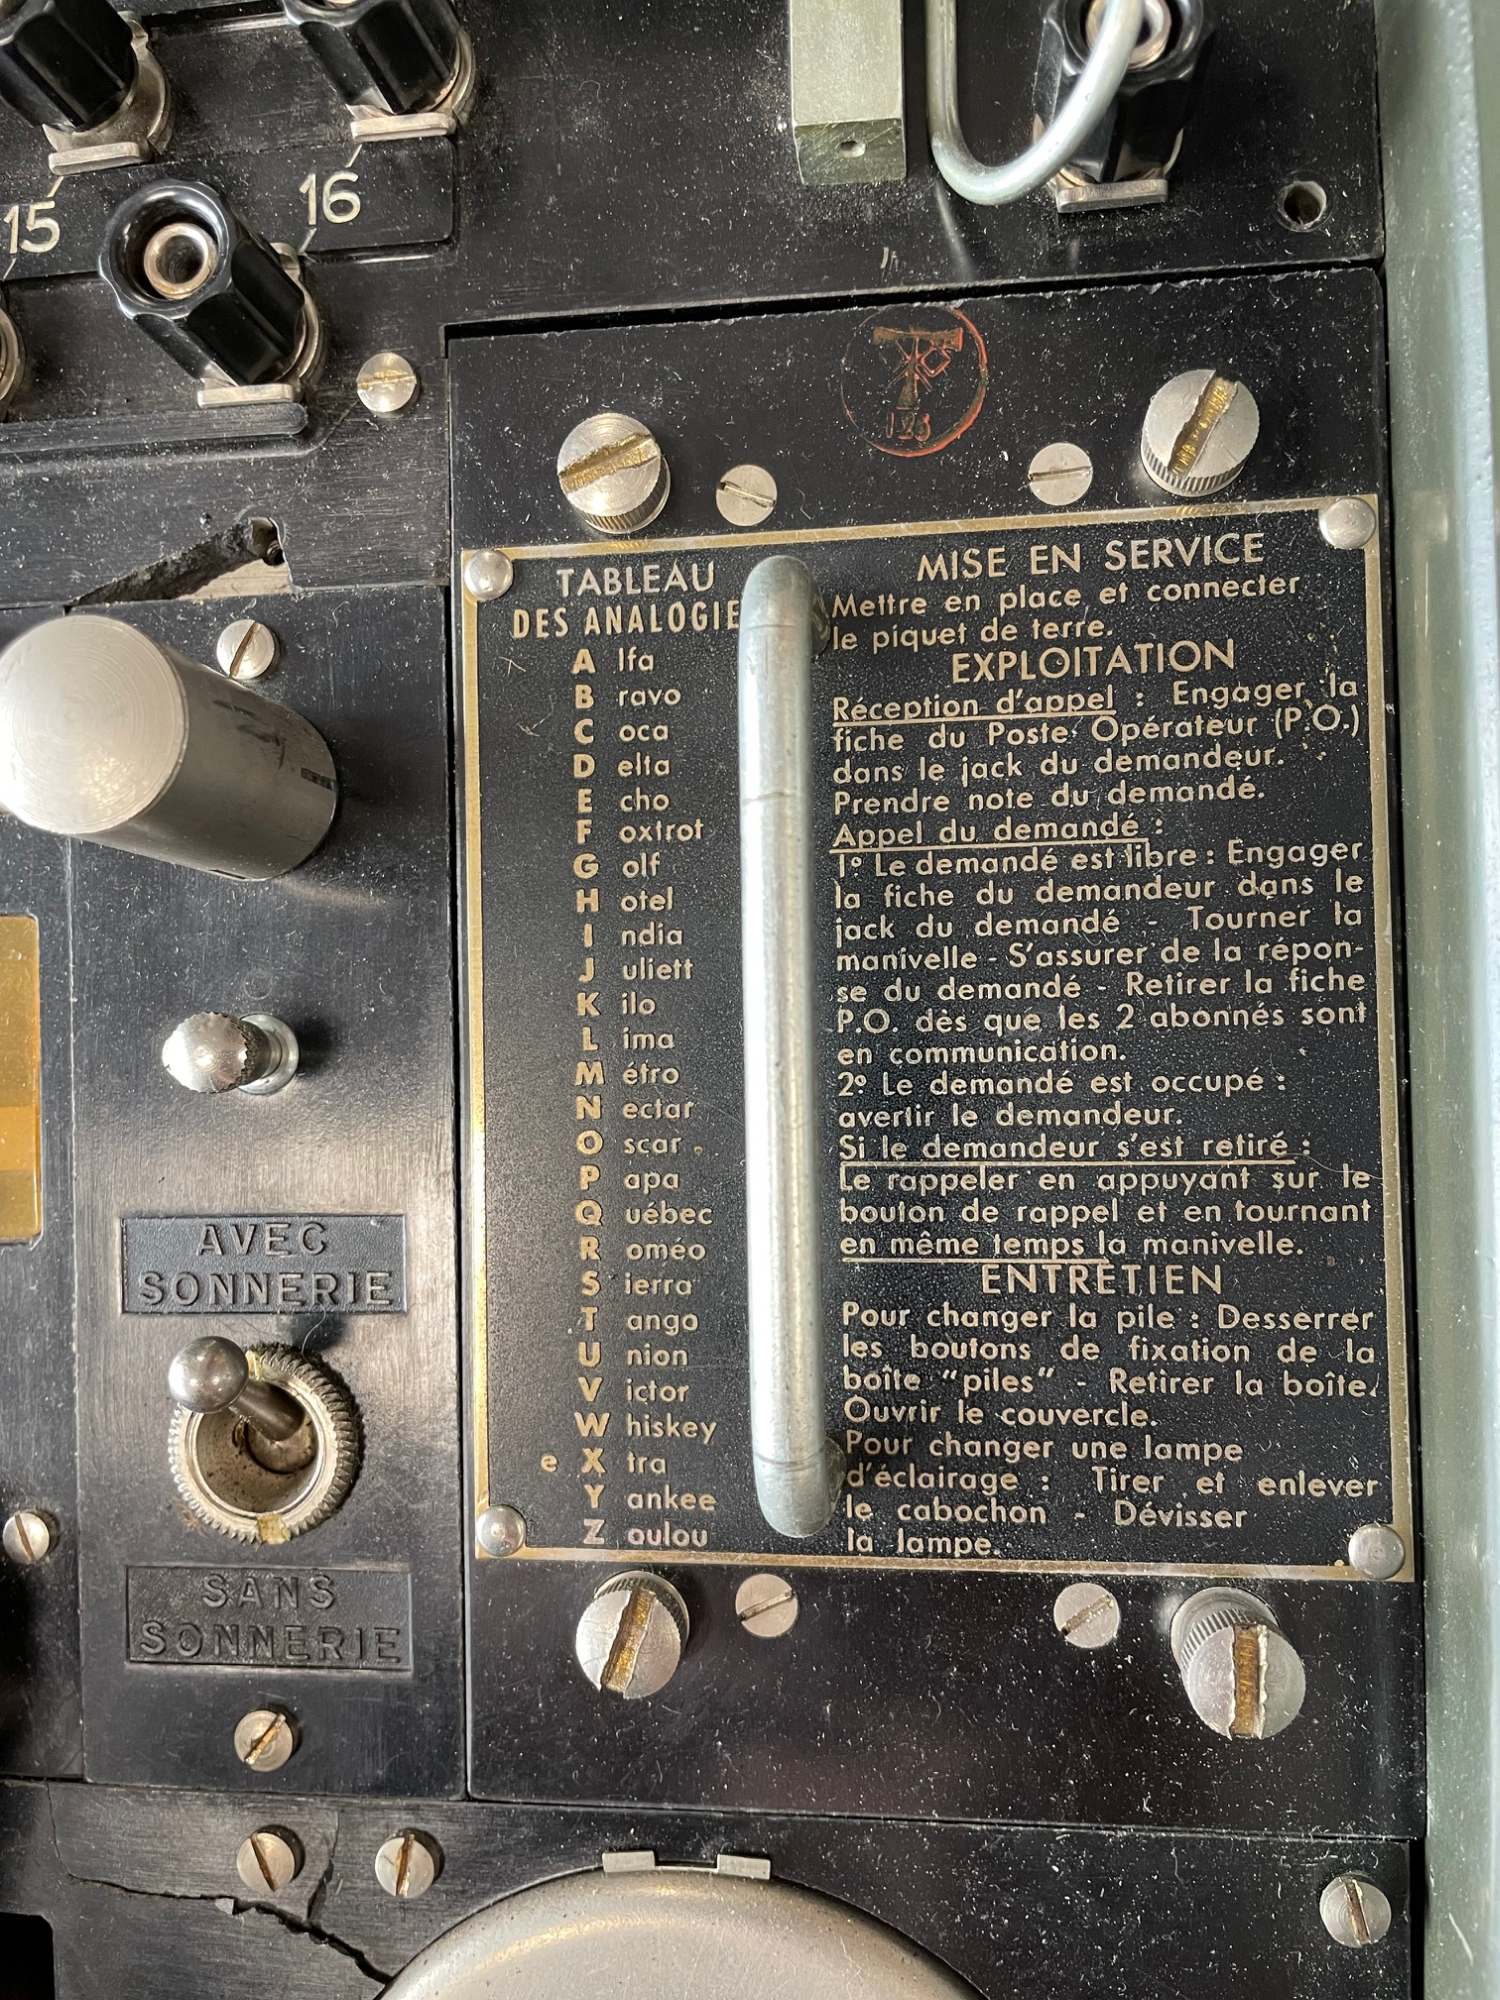 15
16
123
TABLEAU
DES ANALOGIE
A lfa
B ravo
C oca
D elta
E cho
F oxtrot
G olf
H otel
I ndia
J uliett
K ilo
L ima
M étro
N ectar
O scar
P apa
Q uébec
R oméo
S ierra
T ango
U nion
V ictor
W hiskey
e X tra
Y ankee
Z oulou
MISE EN SERVICE
Mettre en place et connecter
le piquet de terre.
EXPLOITATION
Réception d'appel : Engager la
fiche du Poste Opérateur (P.O.)
dans le jack du demandeur.
Prendre note du demandé.
Appel du demandé :
1° Le demandé est libre : Engager
la fiche du demandeur dans le
jack du demandé - Tourner la
manivelle - S'assurer de la répon-
se du demandé - Retirer la fiche
P.O. dès que les 2 abonnés sont
en communication.
2° Le demandé est occupé :
avertir le demandeur.
Si le demandeur s'est retiré :
Le rappeler en appuyant sur le
bouton de rappel et en tournant
en même temps la manivelle.
ENTRETIEN
Pour changer la pile : Desserrer
les boutons de fixation de la
boîte "piles" - Retirer la boîte.
Ouvrir le couvercle.
Pour changer une lampe
d'éclairage : Tirer et enlever
le cabochon - Dévisser
la lampe.
AVEC
SONNERIE
SANS
SONNERIE